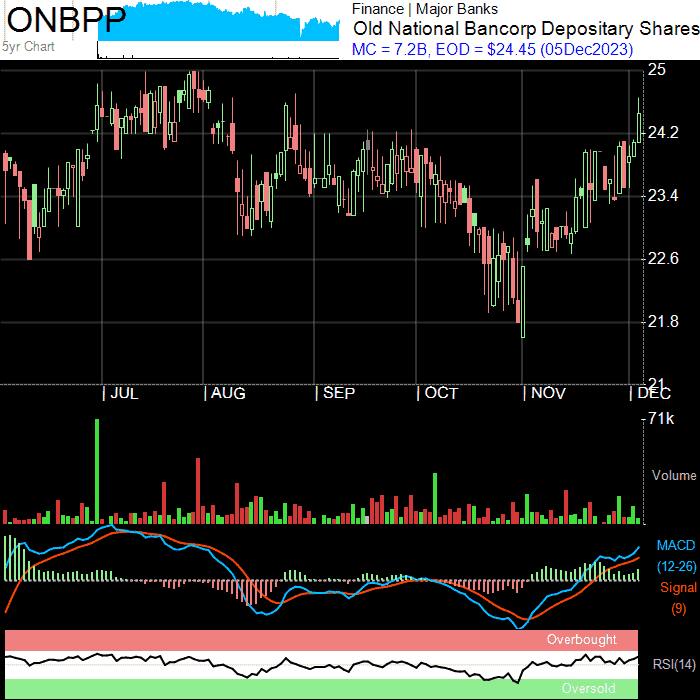 ONBPP
5yr Chart
Finance | Major Banks
Old National Bancorp Depositary Shares
MC = 7.2B, EOD = $24.45 (05Dec2023)
25
24.2
23.4
22.6
21.8
21
JUL AUG SEP OCT NOV DEC
71k
Volume
MACD
(12-26)
Signal
(9)
Overbought
RSI(14)
Oversold